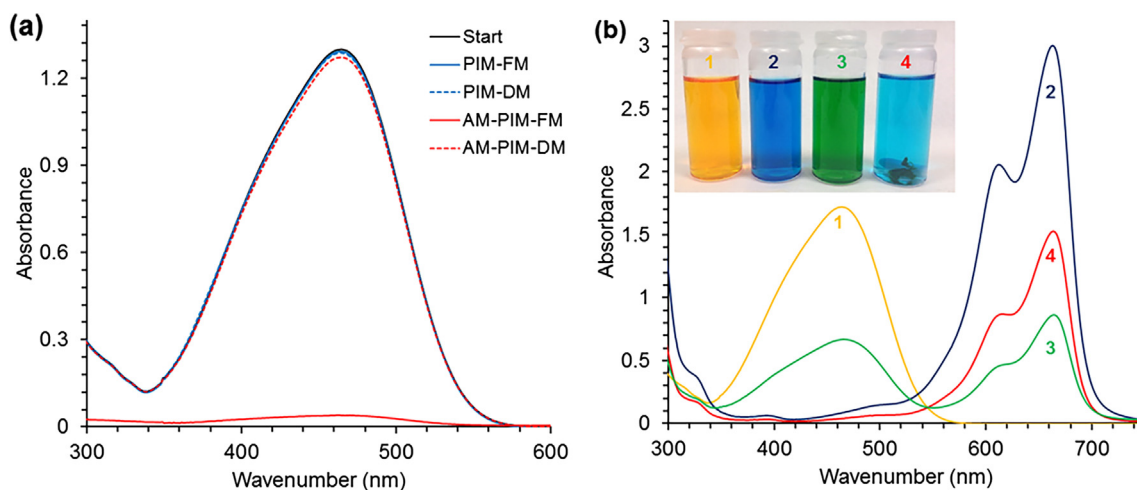 (a)
Start
PIM-FM
PIM-DM
AM-PIM-FM
AM-PIM-DM
Absorbance
1.2
0.9
0.6
0.3
0
300
400
500
600
Wavenumber (nm)
(b)
1
2
3
4
Absorbance
3
2.5
2
1.5
1
0.5
0
2
1
4
3
300
400
500
600
700
Wavenumber (nm)